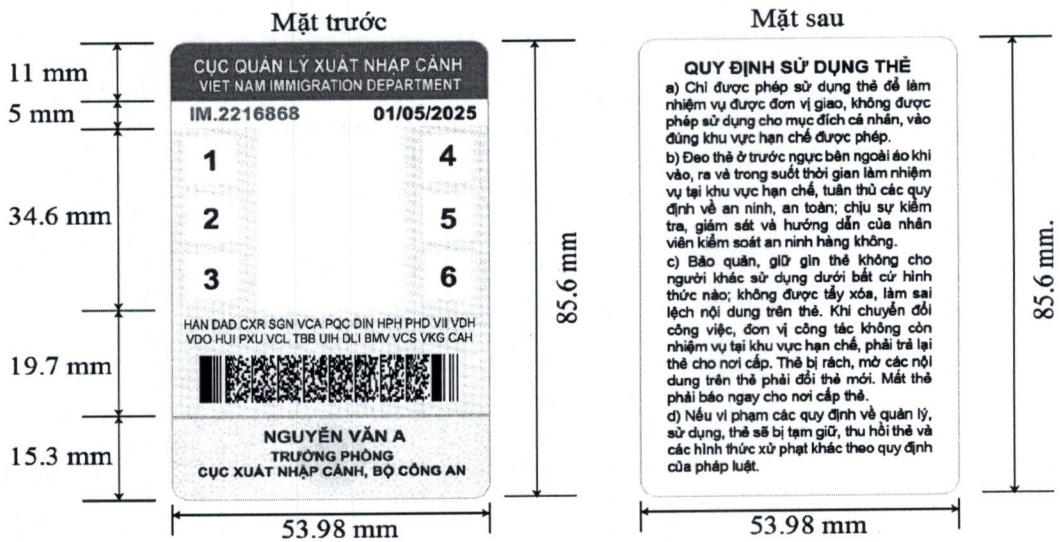 Mặt trước
11 mm
5 mm
34.6 mm
19.7 mm
15.3 mm
CỤC QUẢN LÝ XUẤT NHẬP CẢNH
VIET NAM IMMIGRATION DEPARTMENT
IM.2216868 01/05/2025
1 4
2 5
3 6
HAN DAD CXR SGN VCA PQC DIN HPH PHD VII VDH
VDO HUI PXU VCL TBB UIH DLI BMV VCS VKG CAH
NGUYỄN VĂN A
TRƯỞNG PHÒNG
CỤC XUẤT NHẬP CẢNH, BỘ CÔNG AN
85.6 mm
53.98 mm
Mặt sau
QUY ĐỊNH SỬ DỤNG THẺ
a) Chỉ được phép sử dụng thẻ để làm
nhiệm vụ được đơn vị giao, không được
phép sử dụng cho mục đích cá nhân, vào
đúng khu vực hạn chế được phép.
b) Đeo thẻ ở trước ngực bên ngoài áo khi
vào, ra và trong suốt thời gian làm nhiệm
vụ tại khu vực hạn chế, tuân thủ các quy
định về an ninh, an toàn; chịu sự kiểm
tra, giám sát và hướng dẫn của nhân
viên kiểm soát an ninh hàng không.
c) Bảo quản, giữ gìn thẻ không cho
người khác sử dụng dưới bất cứ hình
thức nào; không được tẩy xóa, làm sai
lệch nội dung trên thẻ. Khi chuyển đổi
công việc, đơn vị công tác không còn
nhiệm vụ tại khu vực hạn chế, phải trả lại
thẻ cho nơi cấp. Thẻ bị rách, mờ các nội
dung trên thẻ phải đổi thẻ mới. Mất thẻ
phải báo ngay cho nơi cấp thẻ.
d) Nếu vi phạm các quy định về quản lý,
sử dụng, thẻ sẽ bị tạm giữ, thu hồi thẻ và
các hình thức xử phạt khác theo quy định
của pháp luật.
85.6 mm.
53.98 mm